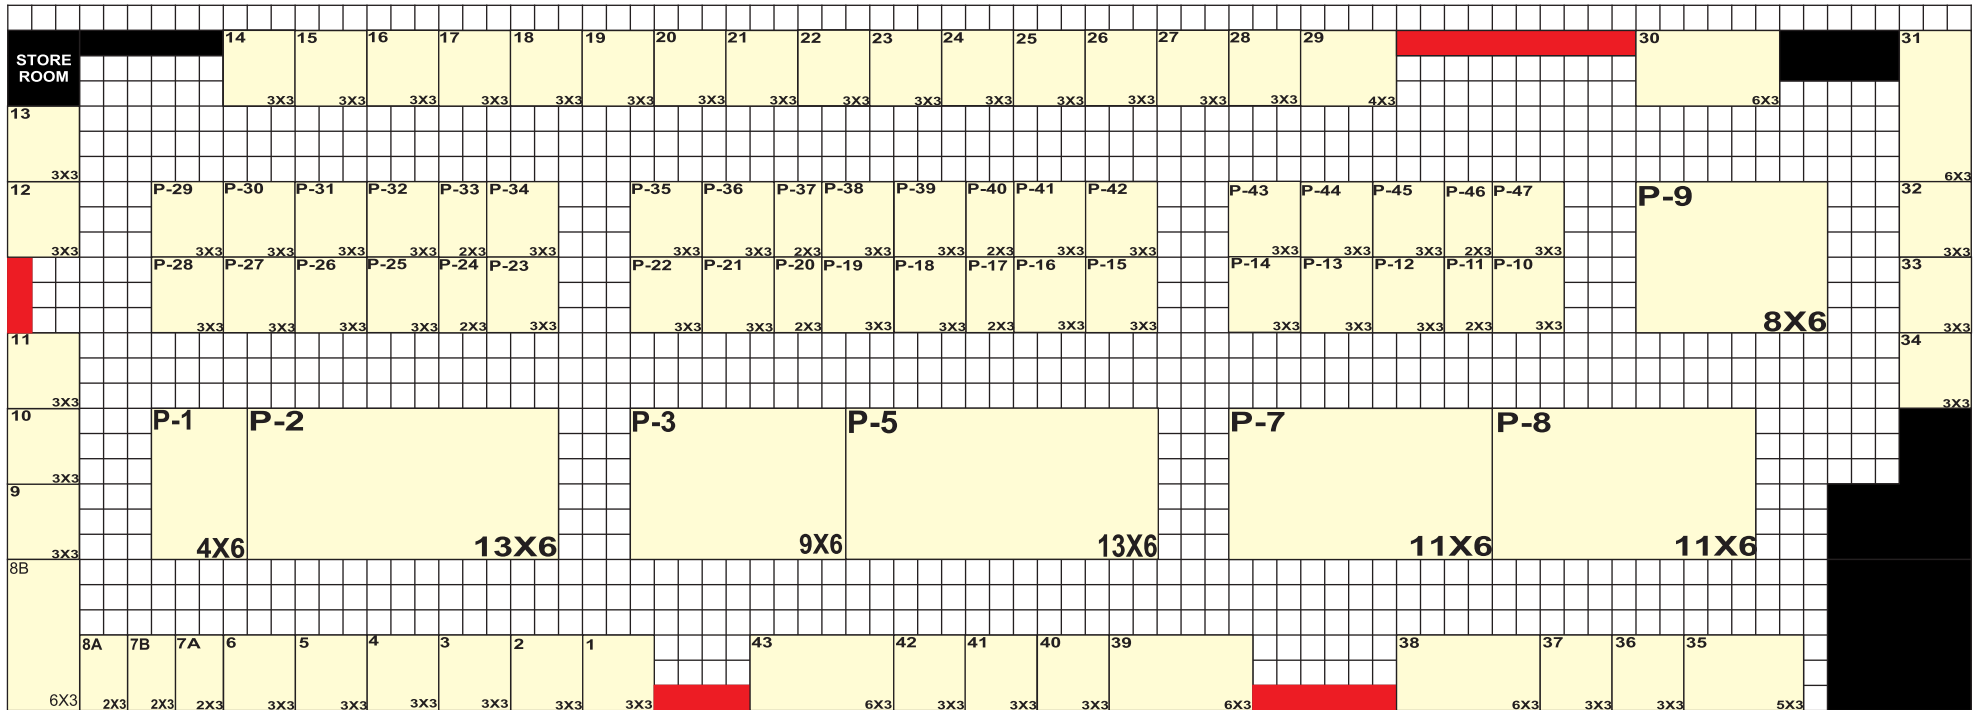 STORE
ROOM
14 15 16 17 18 19 20 21 22 23 24 25 26 27 28 29 30 31
3X3 3X3 3X3 3X3 3X3 3X3 3X3 3X3 3X3 3X3 3X3 3X3 3X3 3X3 3X3 4X3 6X3
13
3X3 6X3
12 P-29 P-30 P-31 P-32 P-33 P-34 P-35 P-36 P-37 P-38 P-39 P-40 P-41 P-42 P-43 P-44 P-45 P-46 P-47 P-9 32
3X3 3X3 3X3 3X3 3X3 2X3 3X3 3X3 3X3 2X3 3X3 3X3 2X3 3X3 3X3 3X3 3X3 3X3 2X3 3X3 3X3
P-28 P-27 P-26 P-25 P-24 P-23 P-22 P-21 P-20 P-19 P-18 P-17 P-16 P-15 P-14 P-13 P-12 P-11 P-10 33
3X3 3X3 3X3 3X3 2X3 3X3 3X3 3X3 2X3 3X3 3X3 2X3 3X3 3X3 3X3 3X3 3X3 2X3 3X3 8X6 3X3
11 34
3X3 3X3
10 P-1 P-2 P-3 P-5 P-7 P-8
3X3
9
3X3 4X6 13X6 9X6 13X6 11X6 11X6
8B
8A 7B 7A 6 5 4 3 2 1 43 42 41 40 39 38 37 36 35
6X3 2X3 2X3 2X3 3X3 3X3 3X3 3X3 3X3 3X3 6X3 3X3 3X3 3X3 6X3 6X3 3X3 3X3 5X3